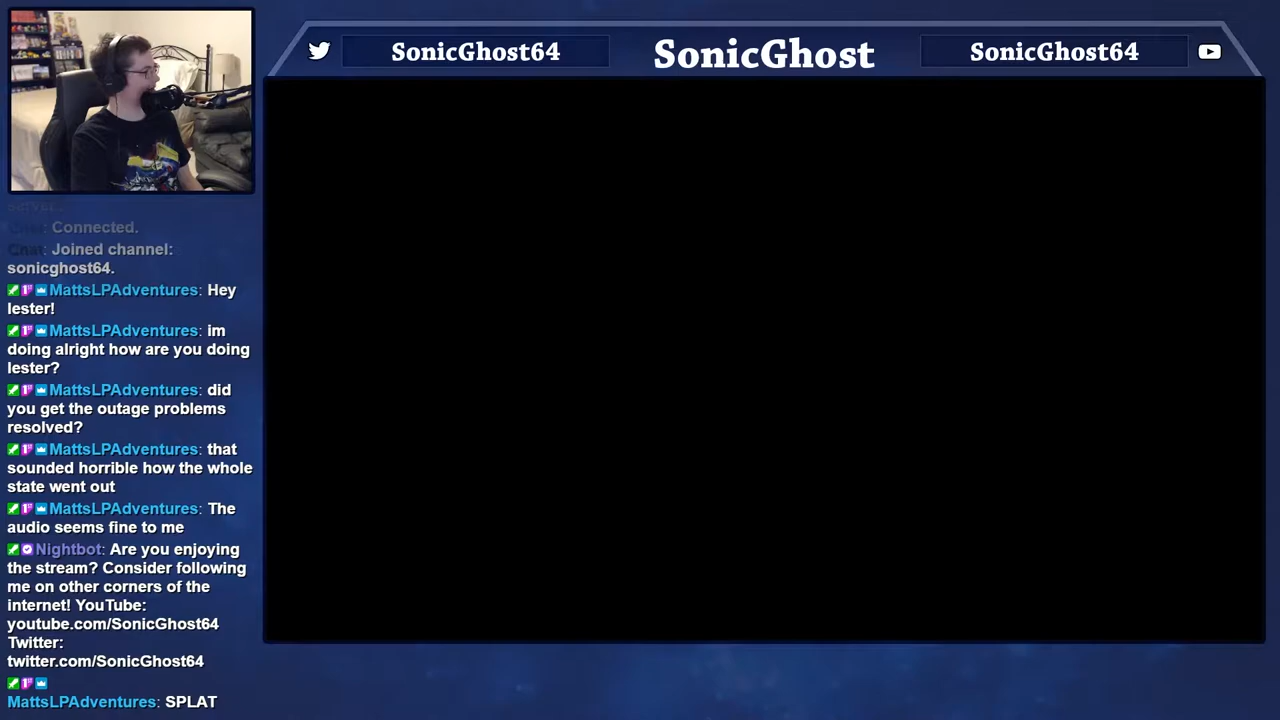 SonicGhost64
SonicGhost
SonicGhost64
server..
Chat: Connected.
Chat: Joined channel:
sonicghost64.
MattsLPAdventures: Hey
lester!
MattsLPAdventures: im
doing alright how are you doing
lester?
MattsLPAdventures: did
you get the outage problems
resolved?
MattsLPAdventures: that
sounded horrible how the whole
state went out
MattsLPAdventures: The
audio seems fine to me
Nightbot: Are you enjoying
the stream? Consider following
me on other corners of the
internet! YouTube:
youtube.com/SonicGhost64
Twitter:
twitter.com/SonicGhost64
MattsLPAdventures: SPLAT